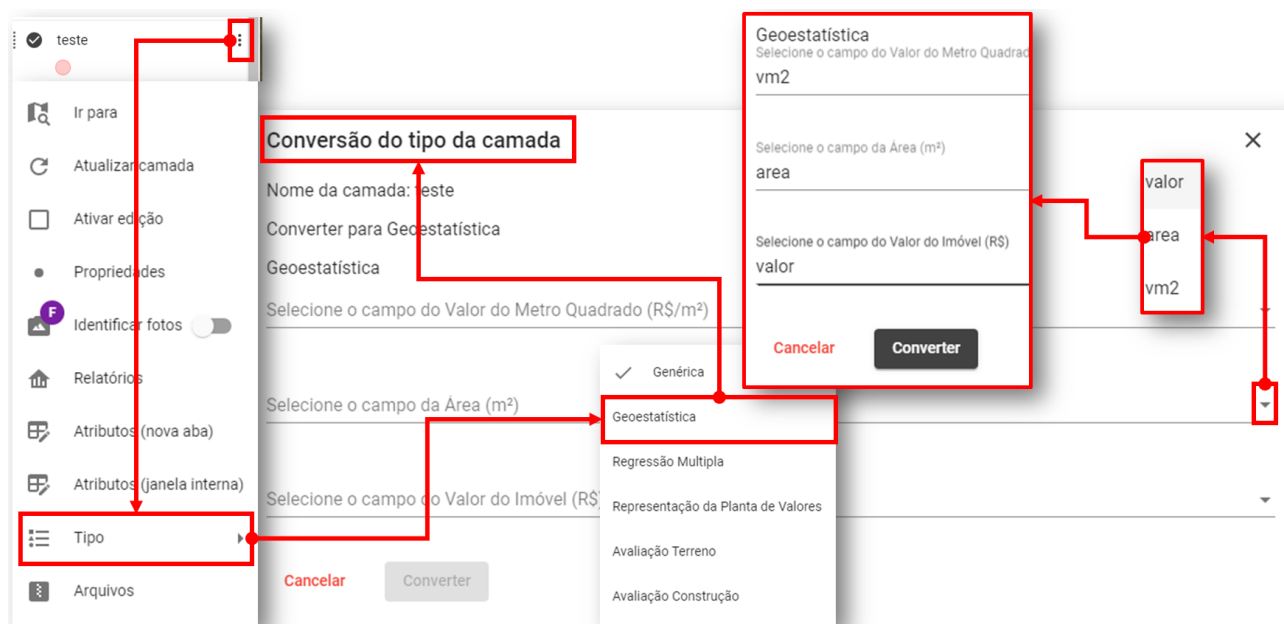 teste
Ir para
Atualizar camada
Ativar edição
Propriedades
F
Identificar fotos
Relatórios
Atributos (nova aba)
Atributos (janela interna)
Tipo
Arquivos
Conversão do tipo da camada
Nome da camada: teste
Converter para Geoestatística
Geoestatística
Selecione o campo do Valor do Metro Quadrado (R$/m²)
Selecione o campo da Área (m²)
Selecione o campo do Valor do Imóvel (R$)
Cancelar
Converter
Genérica
Geoestatística
Regressão Multipla
Representação da Planta de Valores
Avaliação Terreno
Avaliação Construção
Geoestatística
Selecione o campo do Valor do Metro Quadrad
vm2
Selecione o campo da Área (m²)
area
Selecione o campo do Valor do Imóvel (R$)
valor
Cancelar
Converter
valor
area
vm2